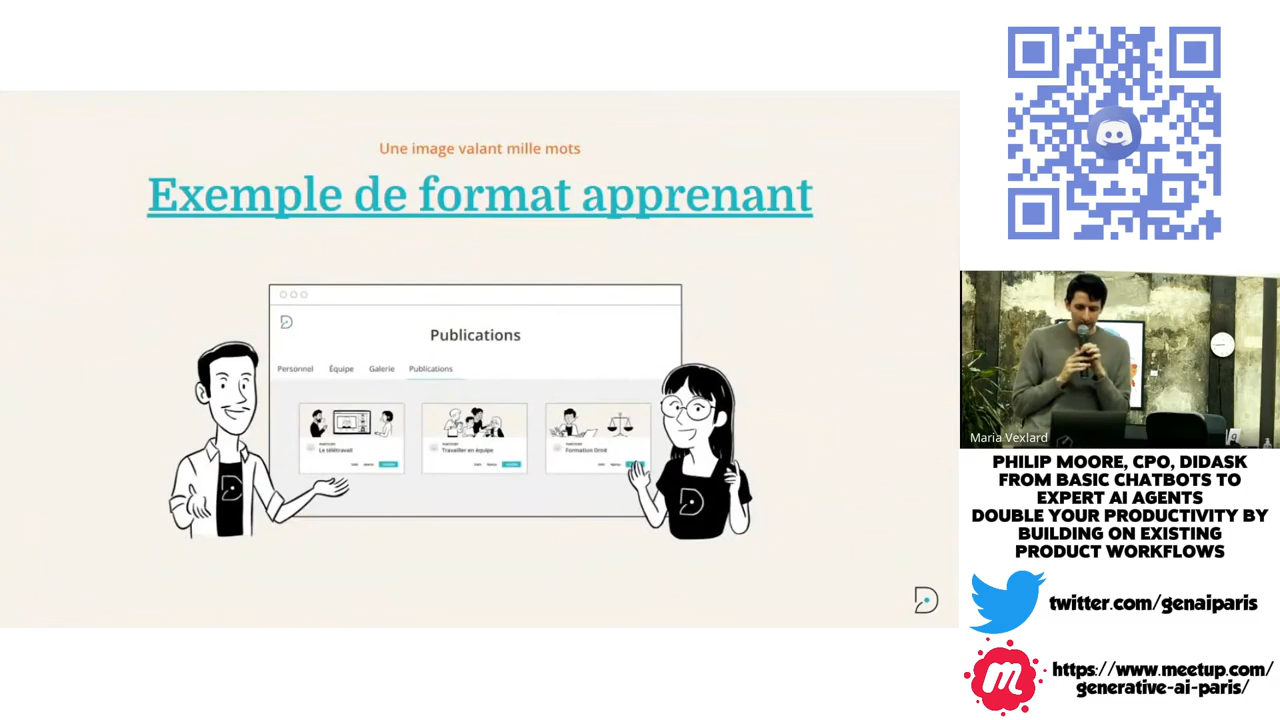 Une image valant mille mots
Exemple de format apprenant
Publications
Personnel Équipe Galerie Publications
Le télétravail
Travailler en équipe
Formation Droit
Maria Vexlard
PHILIP MOORE, CPO, DIDASK
FROM BASIC CHATBOTS TO
EXPERT AI AGENTS
DOUBLE YOUR PRODUCTIVITY BY
BUILDING ON EXISTING
PRODUCT WORKFLOWS
twitter.com/genaiparis
https://www.meetup.com/
generative-ai-paris/